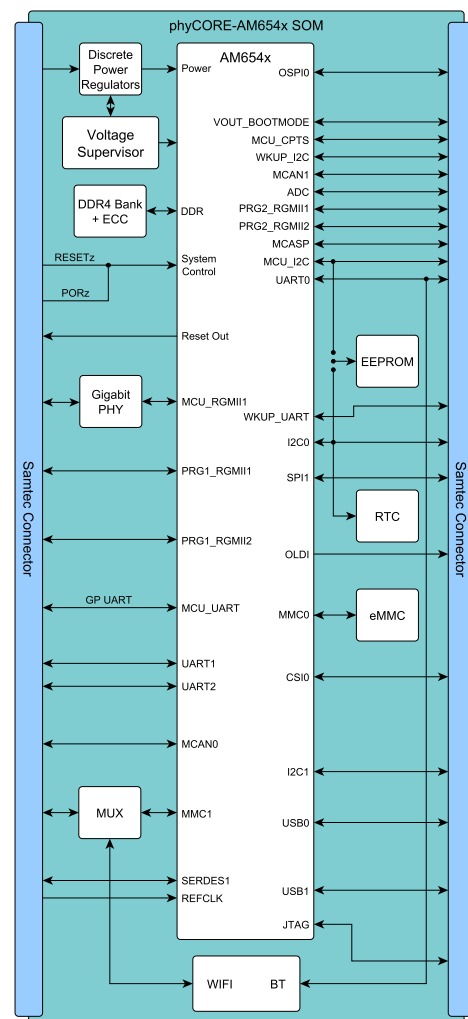 phyCORE-AM654x SOM
AM654x
Discrete
Power
Regulators
Voltage
Supervisor
DDR4 Bank
+ ECC
RESETz
PORz
Gigabit
PHY
GP UART
MUX
Samtec Connector
Power
DDR
System
Control
Reset Out
MCU_RGMII1
PRG1_RGMII1
PRG1_RGMII2
MCU_UART
UART1
UART2
MCAN0
MMC1
SERDES1
REFCLK
OSPI0
VOUT_BOOTMODE
MCU_CPTS
WKUP_I2C
MCAN1
ADC
PRG2_RGMII1
PRG2_RGMII2
MCASP
MCU_I2C
UART0
WKUP_UART
I2C0
SPI1
OLDI
MMC0
CSI0
I2C1
USB0
USB1
JTAG
EEPROM
RTC
eMMC
Samtec Connector
WIFI BT